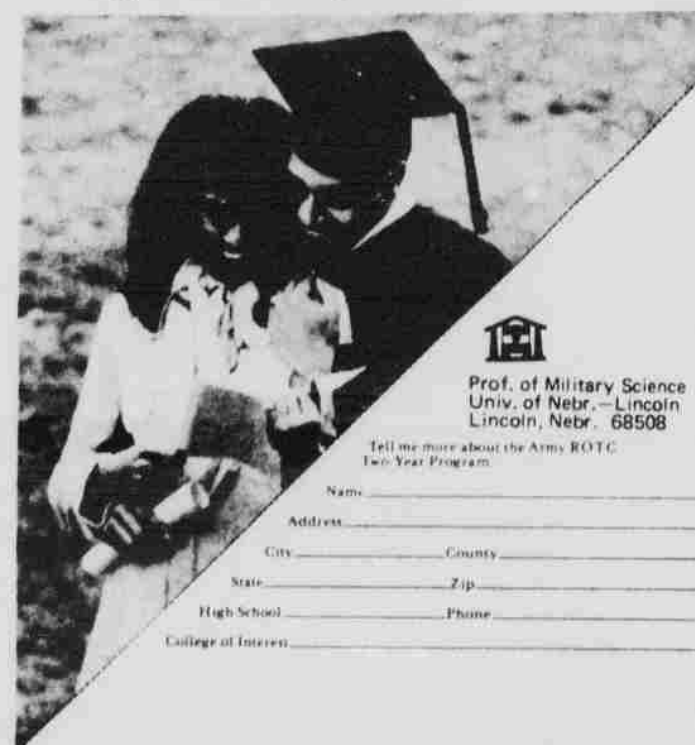 Prof. of Military Science
Univ. of Nebr.—Lincoln
Lincoln, Nebr. 68508
Tell me more about the Army ROTC
Two-Year Program.
Name
Address
City County
State Zip
High School Phone
College of Interest